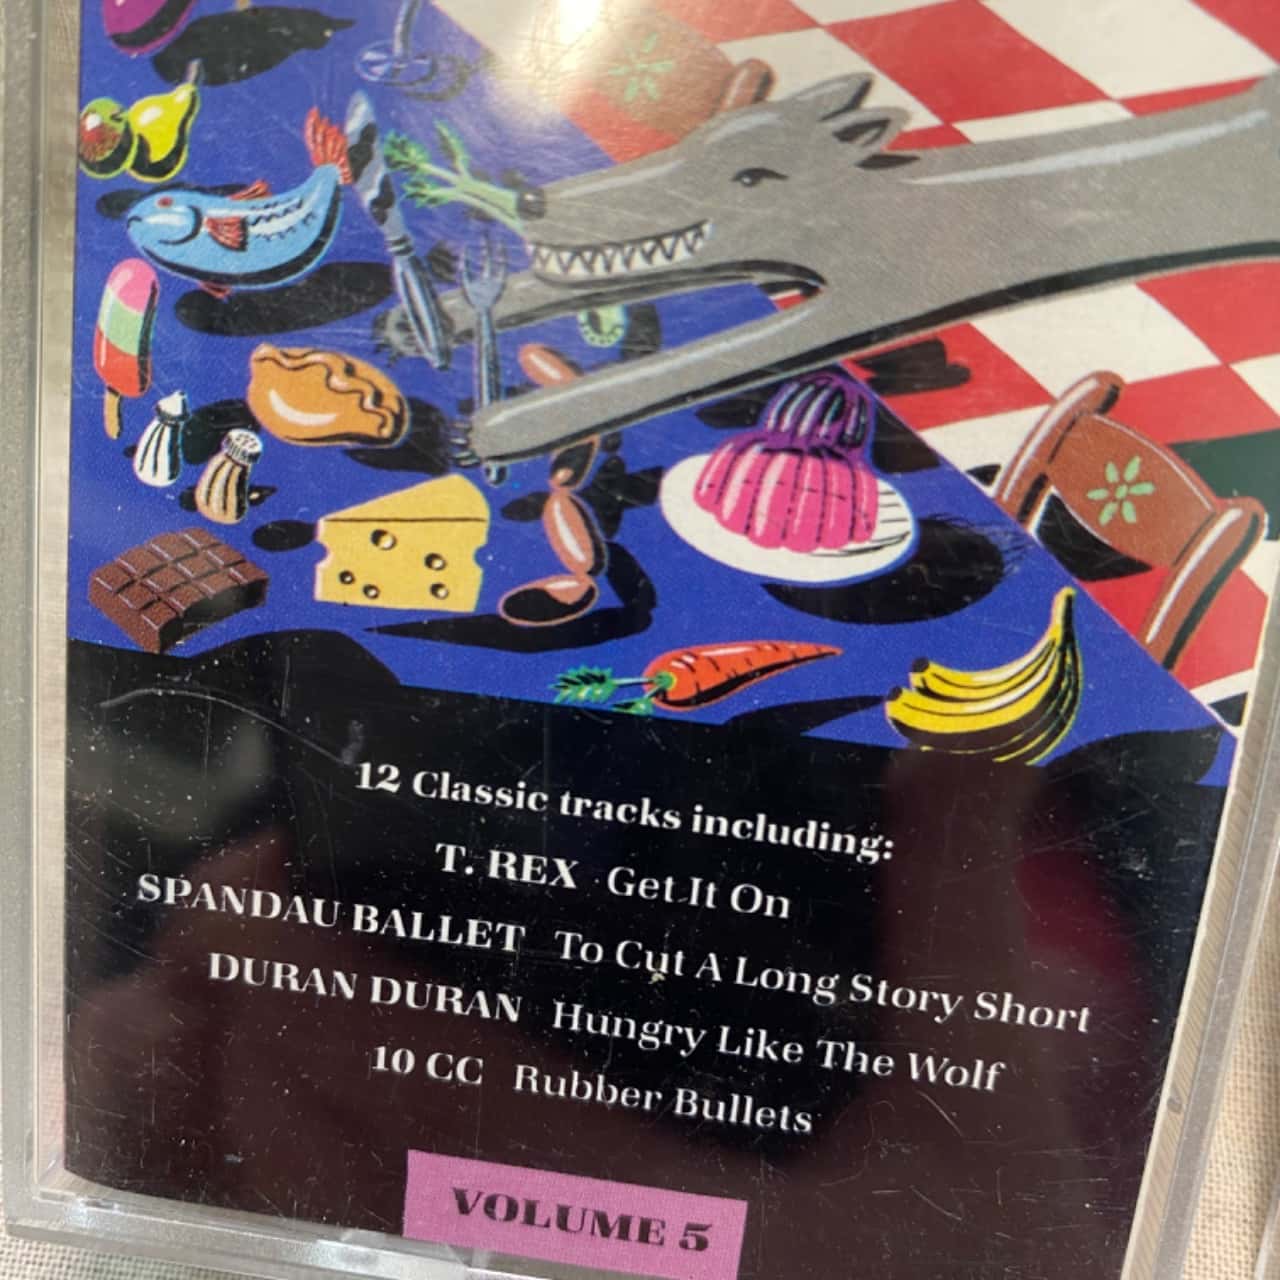 12 Classic tracks including:
T. REX Get It On
SPANDAU BALLET To Cut A Long Story Short
DURAN DURAN Hungry Like The Wolf
10 CC Rubber Bullets
VOLUME 5